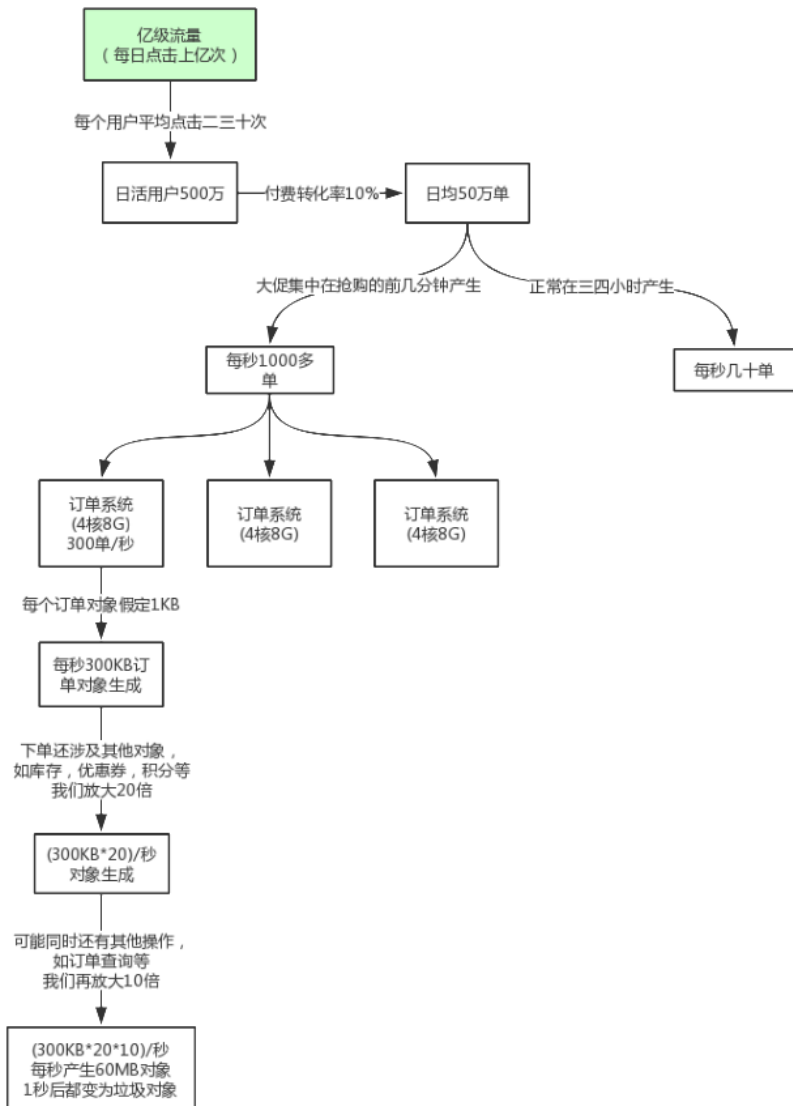 亿级流量
（每日点击上亿次）
每个用户平均点击二三十次
日活用户500万
付费转化率10%
日均50万单
大促集中在抢购的前几分钟产生
正常在三四小时产生
每秒1000多
单
每秒几十单
订单系统
(4核8G)
300单/秒
订单系统
(4核8G)
订单系统
(4核8G)
每个订单对象假定1KB
每秒300KB订
单对象生成
下单还涉及其他对象，
如库存，优惠券，积分等
我们放大20倍
(300KB*20)/秒
对象生成
可能同时还有其他操作，
如订单查询等
我们再放大10倍
(300KB*20*10)/秒
每秒产生60MB对象
1秒后都变为垃圾对象